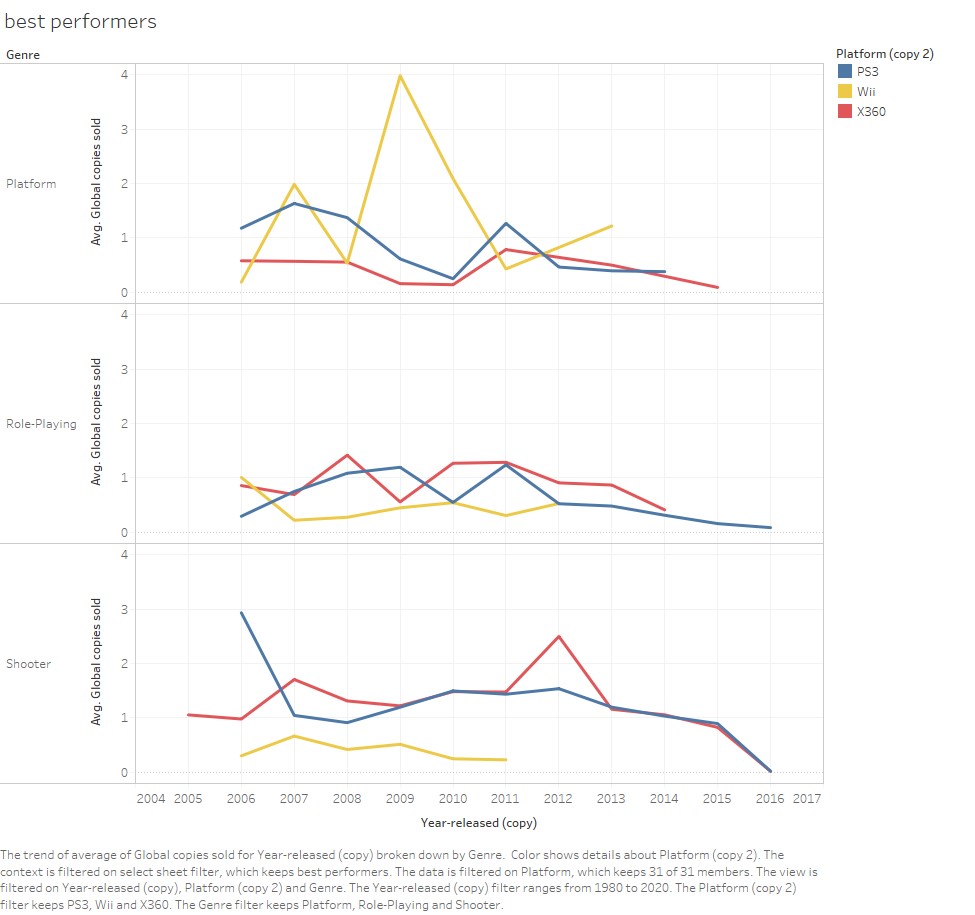 best performers
Genre
Platform (copy 2)
PS3
Wii
X360
Platform
Avg. Global copies sold
4
3
2
1
0
Role-Playing
Avg. Global copies sold
4
3
2
1
0
Shooter
Avg. Global copies sold
4
3
2
1
0
2004 2005 2006 2007 2008 2009 2010 2011 2012 2013 2014 2015 2016 2017
Year-released (copy)
The trend of average of Global copies sold for Year-released (copy) broken down by Genre.  Color shows details about Platform (copy 2). The
context is filtered on select sheet filter, which keeps best performers. The data is filtered on Platform, which keeps 31 of 31 members. The view is
filtered on Year-released (copy), Platform (copy 2) and Genre. The Year-released (copy) filter ranges from 1980 to 2020. The Platform (copy 2)
filter keeps PS3, Wii and X360. The Genre filter keeps Platform, Role-Playing and Shooter.